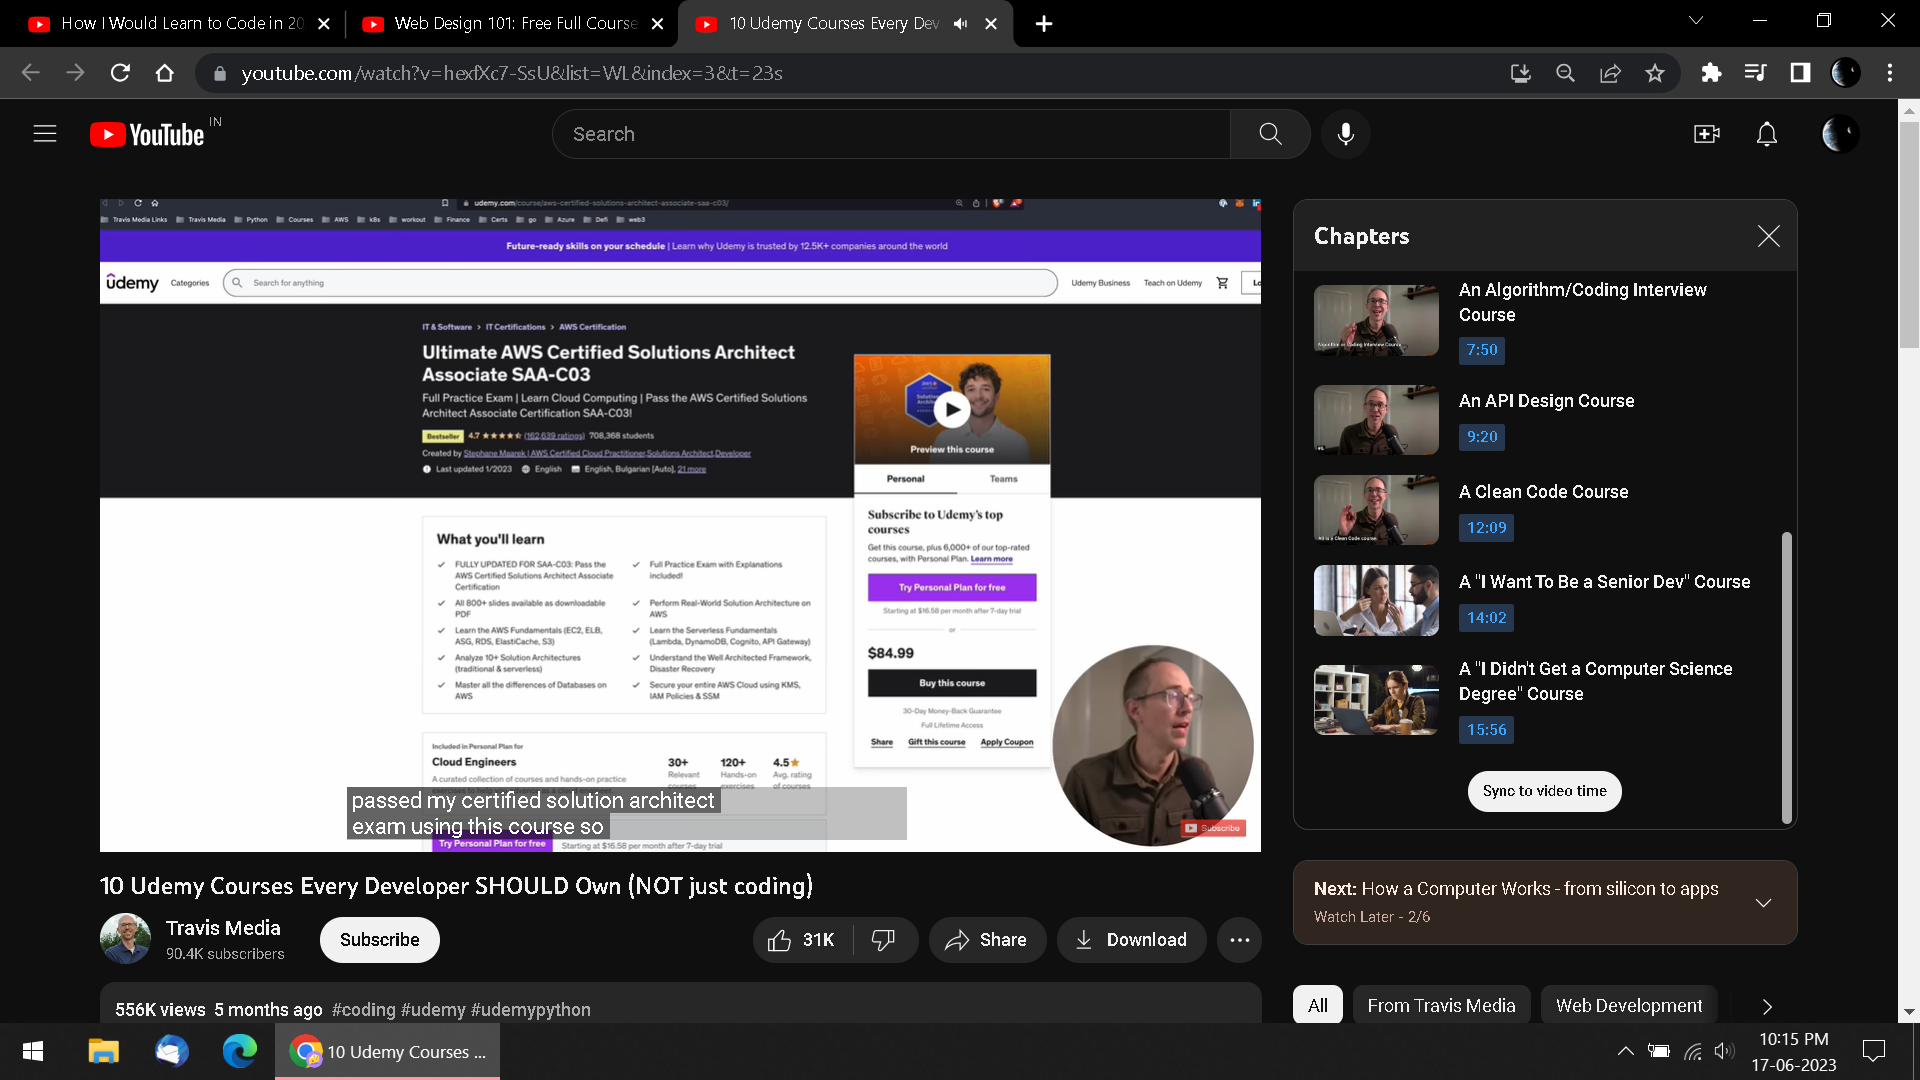 How I Would Learn to Code in 20
Web Design 101: Free Full Course
10 Udemy Courses Every Dev
youtube.com/watch?v=hexfXc7-SsU&list=WL&index=3&t=23s
YouTube IN
Search
udemy.com/course/aws-certified-solutions-architect-associate-saa-c03/
Travis Media Links Travis Media Python Courses AWS k8s workout Finance Certs go Azure Defi web3
Future-ready skills on your schedule | Learn why Udemy is trusted by 12.5K+ companies around the world
udemy Categories Search for anything Udemy Business Teach on Udemy Lo
IT & Software > IT Certifications > AWS Certification
Ultimate AWS Certified Solutions Architect
Associate SAA-C03
Full Practice Exam | Learn Cloud Computing | Pass the AWS Certified Solutions
Architect Associate Certification SAA-C03!
Bestseller 4.7 (162,639 ratings) 708,368 students
Created by Stephane Maarek | AWS Certified Cloud Practitioner,Solutions Architect,Developer
Last updated 1/2023 English English, Bulgarian [Auto], 21 more
Preview this course
Personal Teams
Subscribe to Udemy's top
courses
Get this course, plus 6,000+ of our top-rated
courses, with Personal Plan. Learn more
Try Personal Plan for free
Starting at $16.58 per month after 7-day trial
or
$84.99
Buy this course
30-Day Money-Back Guarantee
Full Lifetime Access
Share Gift this course Apply Coupon
What you'll learn
FULLY UPDATED FOR SAA-C03: Pass the
AWS Certified Solutions Architect Associate
Certification
All 800+ slides available as downloadable
PDF
Learn the AWS Fundamentals (EC2, ELB,
ASG, RDS, ElastiCache, S3)
Analyze 10+ Solution Architectures
(traditional & serverless)
Master all the differences of Databases on
AWS
Full Practice Exam with Explanations
included!
Perform Real-World Solution Architecture on
AWS
Learn the Serverless Fundamentals
(Lambda, DynamoDB, Cognito, API Gateway)
Understand the Well Architected Framework,
Disaster Recovery
Secure your entire AWS Cloud using KMS,
IAM Policies & SSM
Included in Personal Plan for
Cloud Engineers
A curated collection of courses and hands-on practice
30+ 120+ 4.5
Relevant Hands-on Avg. rating
courses exercises of courses
passed my certified solution architect
exam using this course so
Try Personal Plan for free Starting at $16.58 per month after 7-day trial
Subscribe
10 Udemy Courses Every Developer SHOULD Own (NOT just coding)
Travis Media
90.4K subscribers
Subscribe
31K
Share
Download
556K views 5 months ago #coding #udemy #udemypython
Chapters
An Algorithm/Coding Interview
Course
7:50
An API Design Course
9:20
A Clean Code Course
12:09
A "I Want To Be a Senior Dev" Course
14:02
A "I Didn't Get a Computer Science
Degree" Course
15:56
Sync to video time
Next: How a Computer Works - from silicon to apps
Watch Later - 2/6
All From Travis Media Web Development
10 Udemy Courses ...
10:15 PM
17-06-2023